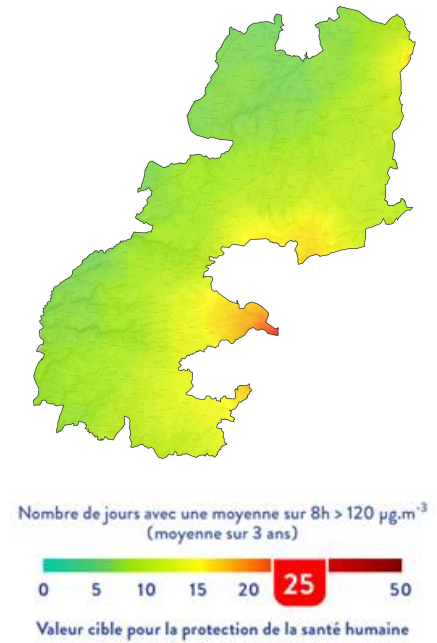 Nombre de jours avec une moyenne sur 8h > 120 µg.m⁻³
(moyenne sur 3 ans)
0 5 10 15 20 25 50
Valeur cible pour la protection de la santé humaine